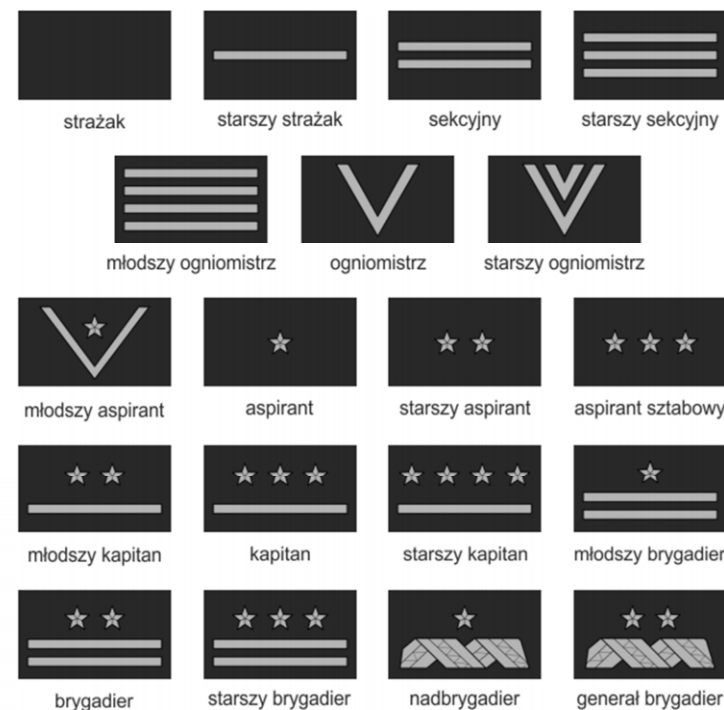 strażak
starszy strażak
sekcyjny
starszy sekcyjny
młodszy ogniomistrz
ogniomistrz
starszy ogniomistrz
młodszy aspirant
aspirant
starszy aspirant
aspirant sztabowy
młodszy kapitan
kapitan
starszy kapitan
młodszy brygadier
brygadier
starszy brygadier
nadbrygadier
generał brygadier